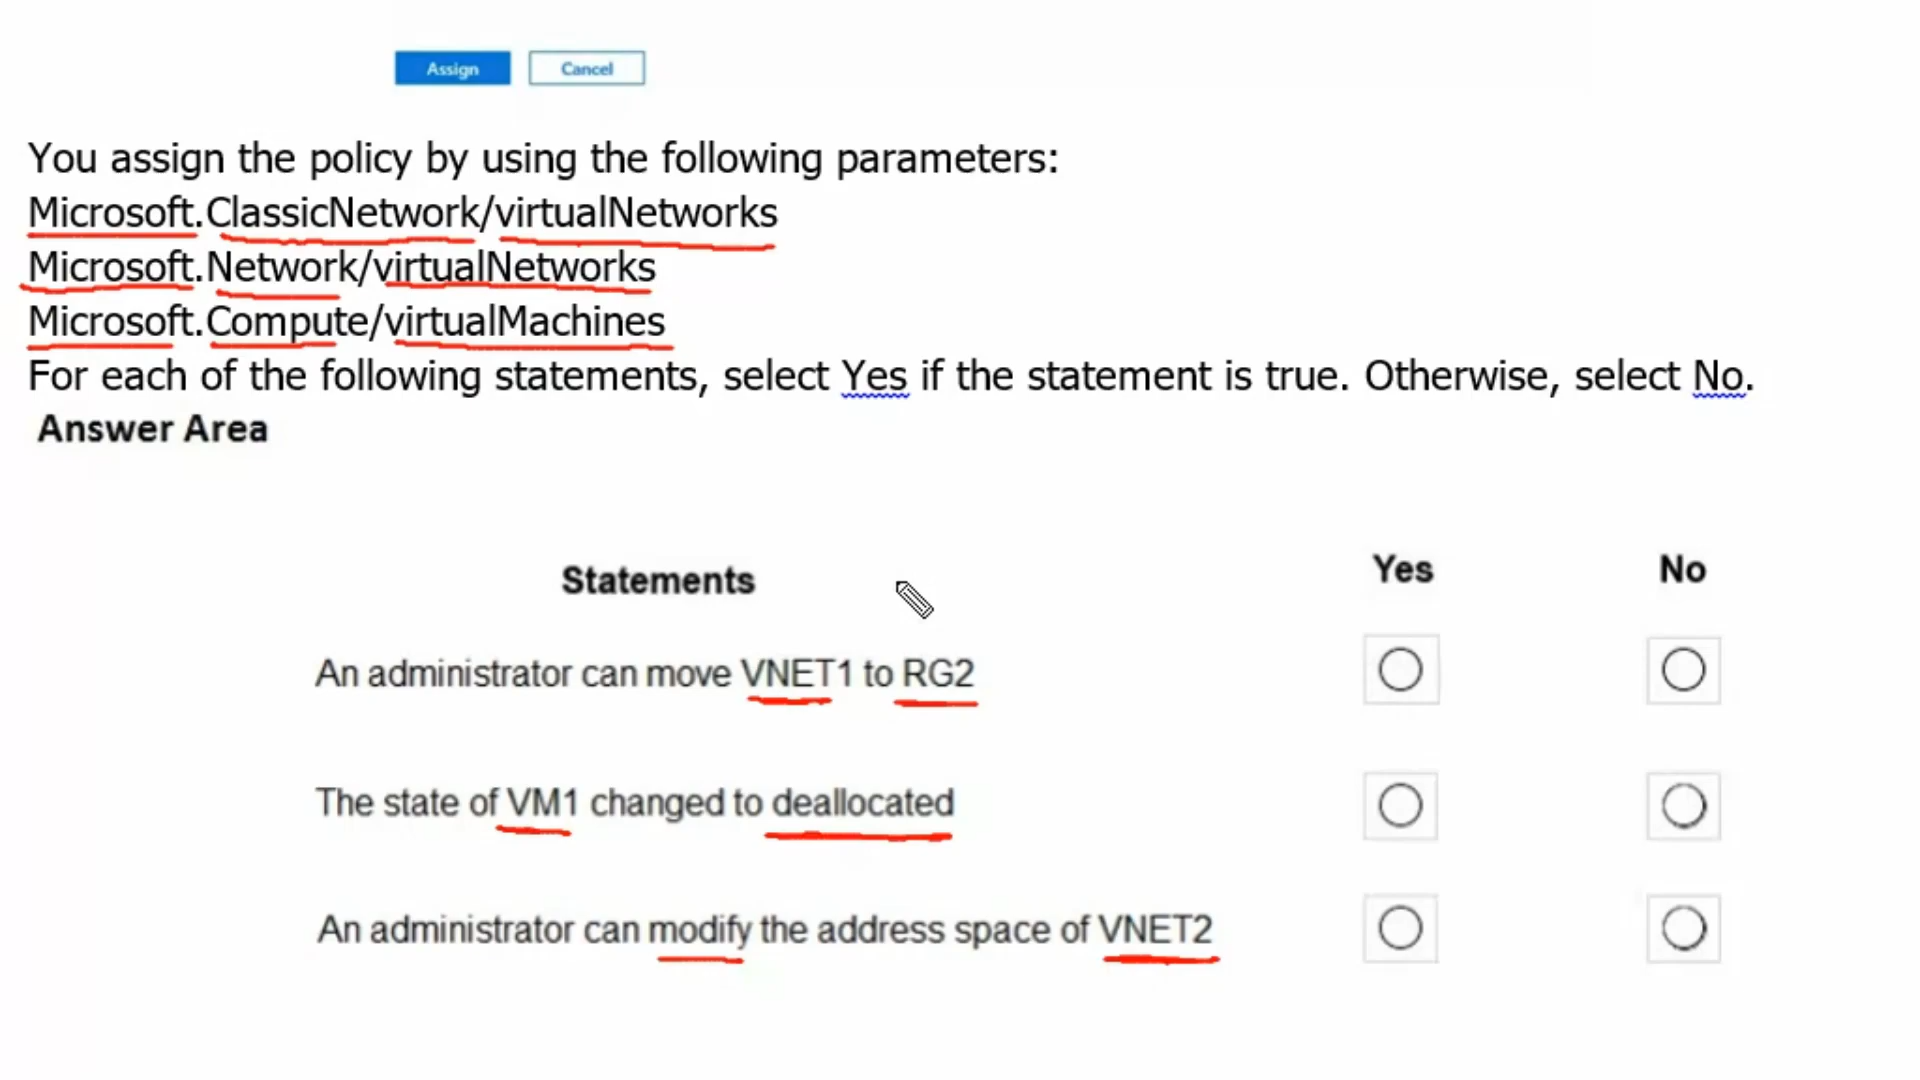 Assign Cancel
You assign the policy by using the following parameters:
Microsoft.ClassicNetwork/virtualNetworks
Microsoft.Network/virtualNetworks
Microsoft.Compute/virtualMachines
For each of the following statements, select Yes if the statement is true. Otherwise, select No.
Answer Area
Statements Yes No
An administrator can move VNET1 to RG2
The state of VM1 changed to deallocated
An administrator can modify the address space of VNET2